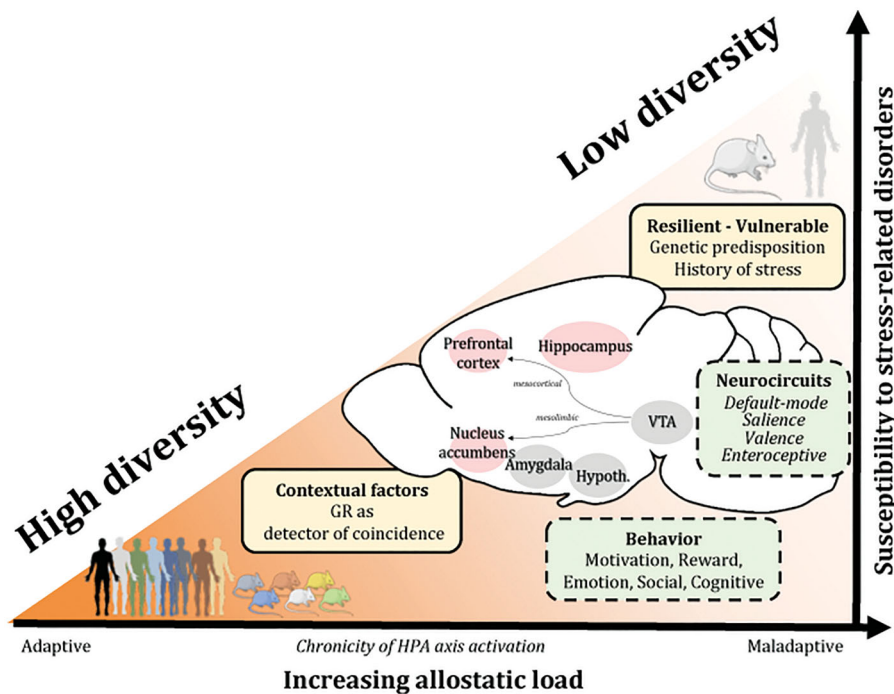 Low diversity
High diversity
Susceptibility to stress-related disorders
Resilient - Vulnerable
Genetic predisposition
History of stress
Prefrontal
cortex
Hippocampus
mesocortical
mesolimbic
VTA
Nucleus
accumbens
Amygdala
Hypoth.
Neurocircuits
Default-mode
Salience
Valence
Enteroceptive
Contextual factors
GR as
detector of coincidence
Behavior
Motivation, Reward,
Emotion, Social, Cognitive
Adaptive
Chronicity of HPA axis activation
Maladaptive
Increasing allostatic load